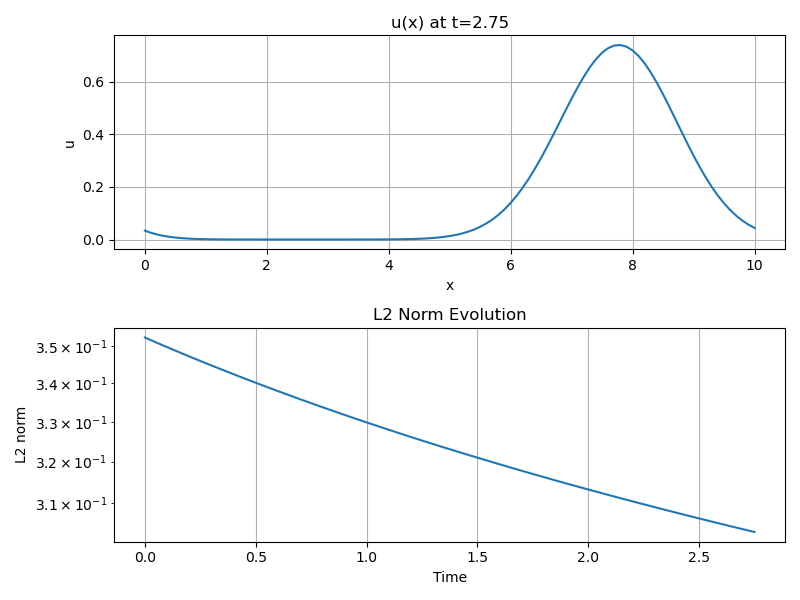 u(x) at t=2.75
u
0.6
0.4
0.2
0.0
0 2 4 6 8 10
x
L2 Norm Evolution
L2 norm
3.5 × 10⁻¹
3.4 × 10⁻¹
3.3 × 10⁻¹
3.2 × 10⁻¹
3.1 × 10⁻¹
0.0 0.5 1.0 1.5 2.0 2.5
Time